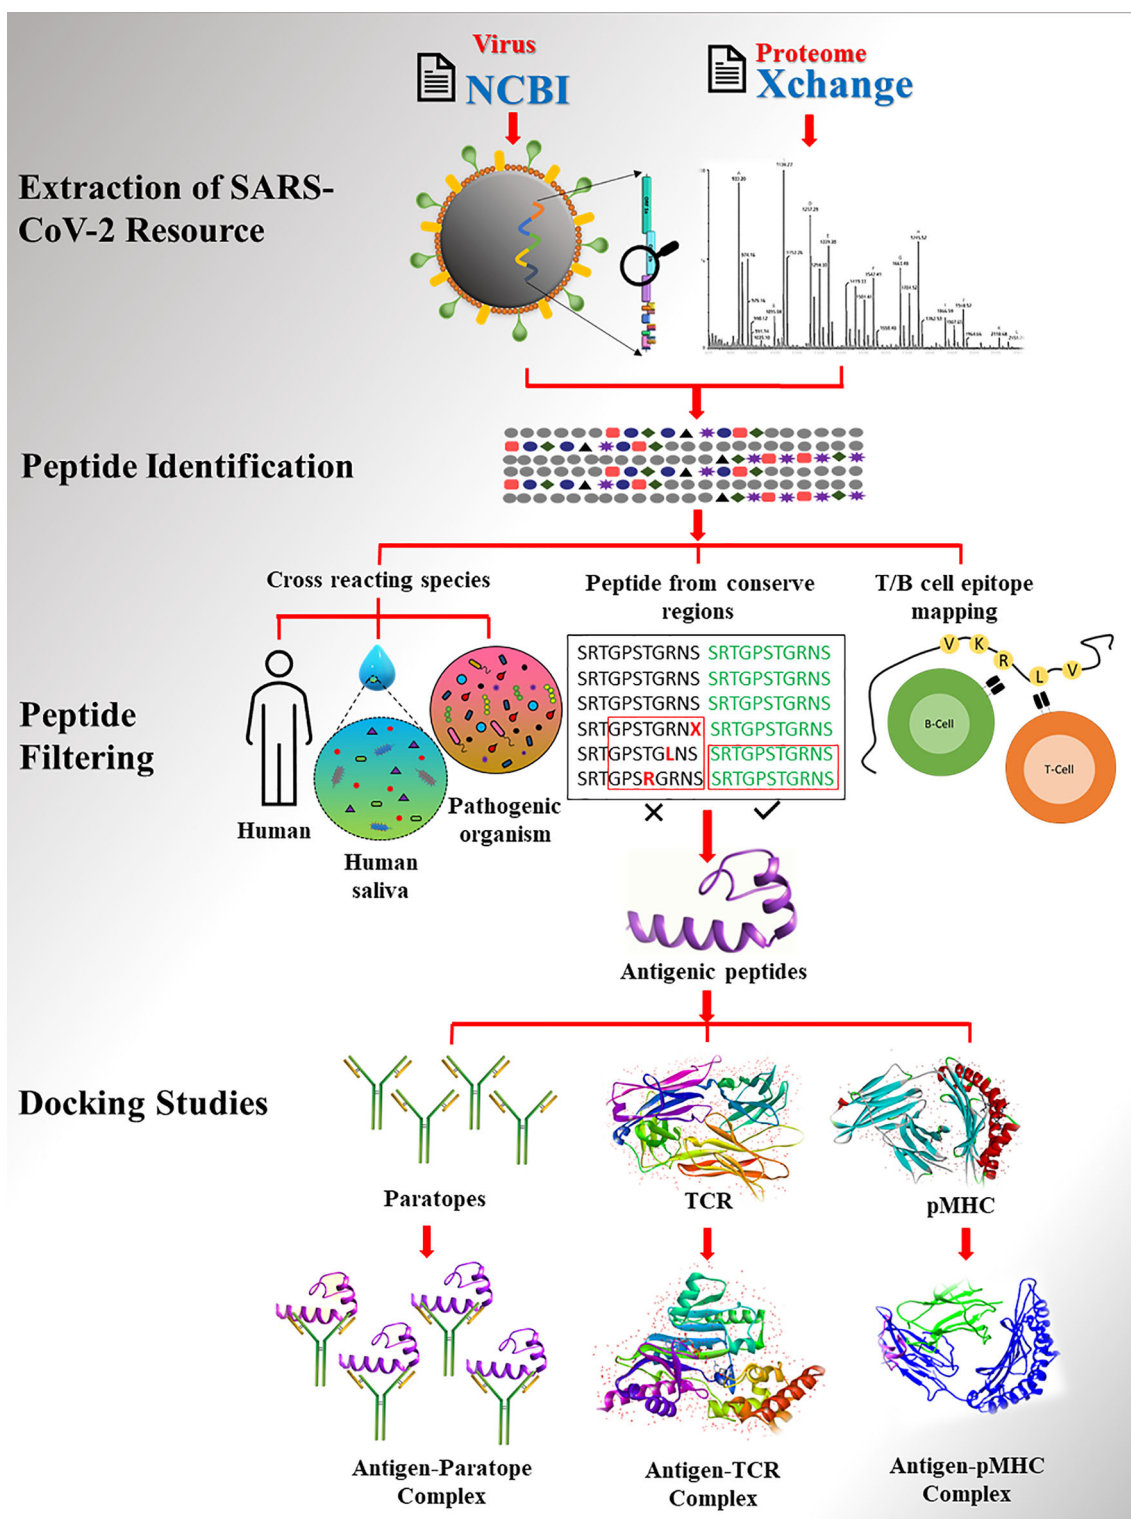 Virus
NCBI
Proteome
Xchange
Extraction of SARS-
CoV-2 Resource
Peptide Identification
Cross reacting species
Peptide from conserve
regions
T/B cell epitope
mapping
Peptide
Filtering
SRTGPSTGRNS SRTGPSTGRNS
SRTGPSTGRNS SRTGPSTGRNS
SRTGPSTGRNS SRTGPSTGRNS
SRTGPSTGRNX SRTGPSTGRNS
SRTGPSTGLNS SRTGPSTGRNS
SRTGPSRGRNS SRTGPSTGRNS
V K R L V
B-Cell
T-Cell
Human
Human
saliva
Pathogenic
organism
Antigenic peptides
Docking Studies
Paratopes
TCR
pMHC
Antigen-Paratope
Complex
Antigen-TCR
Complex
Antigen-pMHC
Complex